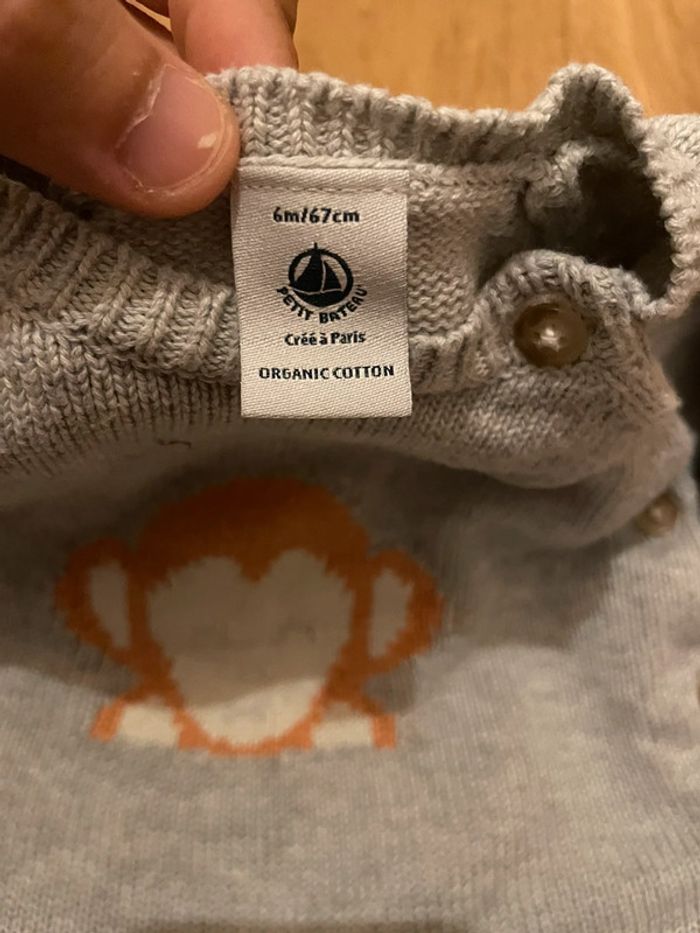 6m/67cm
PETIT BATEAU
Créé à Paris
ORGANIC COTTON